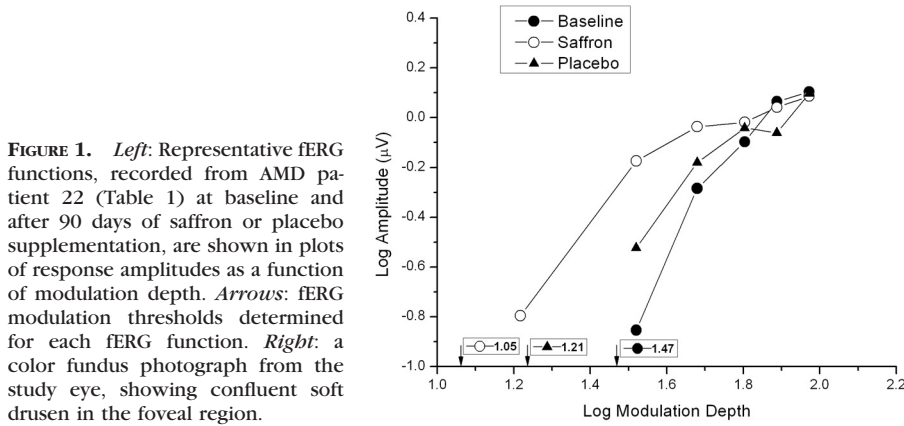 FIGURE 1. Left: Representative fERG
functions, recorded from AMD pa-
tient 22 (Table 1) at baseline and
after 90 days of saffron or placebo
supplementation, are shown in plots
of response amplitudes as a function
of modulation depth. Arrows: fERG
modulation thresholds determined
for each fERG function. Right: a
color fundus photograph from the
study eye, showing confluent soft
drusen in the foveal region.
Baseline
Saffron
Placebo
Log Amplitude (μV)
0.4
0.2
0.0
-0.2
-0.4
-0.6
-0.8
-1.0
1.05
1.21
1.47
1.0 1.2 1.4 1.6 1.8 2.0 2.2
Log Modulation Depth